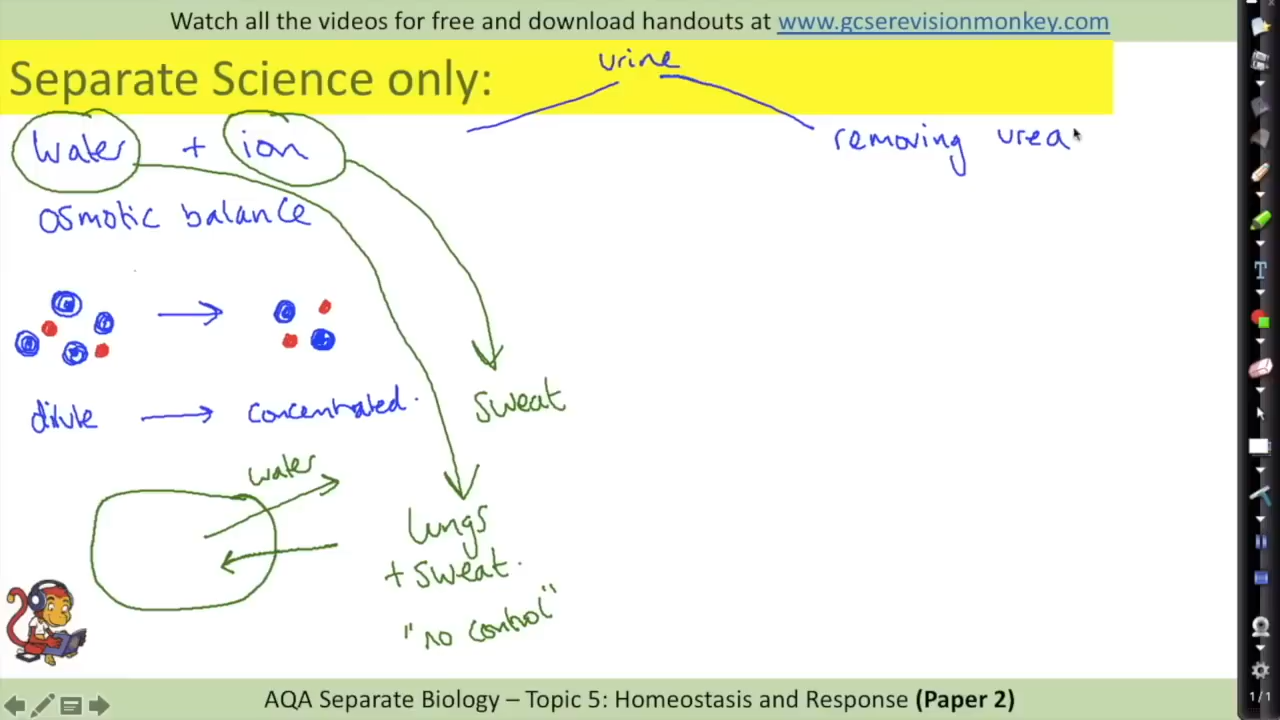 Watch all the videos for free and download handouts at www.gcserevisionmonkey.com
Separate Science only:
urine
water + ion
removing urea
osmotic balance
dilute → concentrated.
sweat
water
lungs
+ sweat.
"no control"
AQA Separate Biology – Topic 5: Homeostasis and Response (Paper 2)
T
1/1